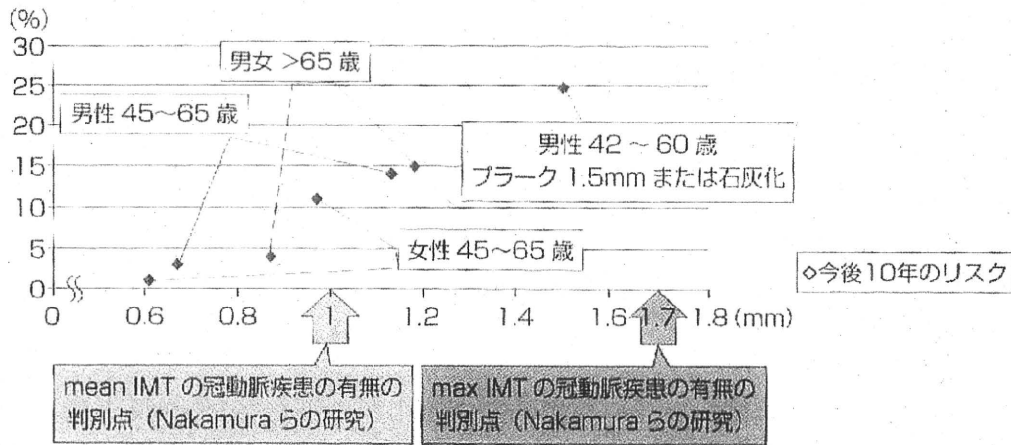 (%)
30
25
20
15
10
5
0
男女 >65 歳
男性 45～65 歳
男性 42 ～ 60 歳
プラーク 1.5mm または石灰化
女性 45～65 歳
◇今後10年のリスク
0 0.6 0.8 1 1.2 1.4 1.6 1.7 1.8 (mm)
mean IMT の冠動脈疾患の有無の
判別点（Nakamura らの研究）
max IMT の冠動脈疾患の有無の
判別点（Nakamura らの研究）